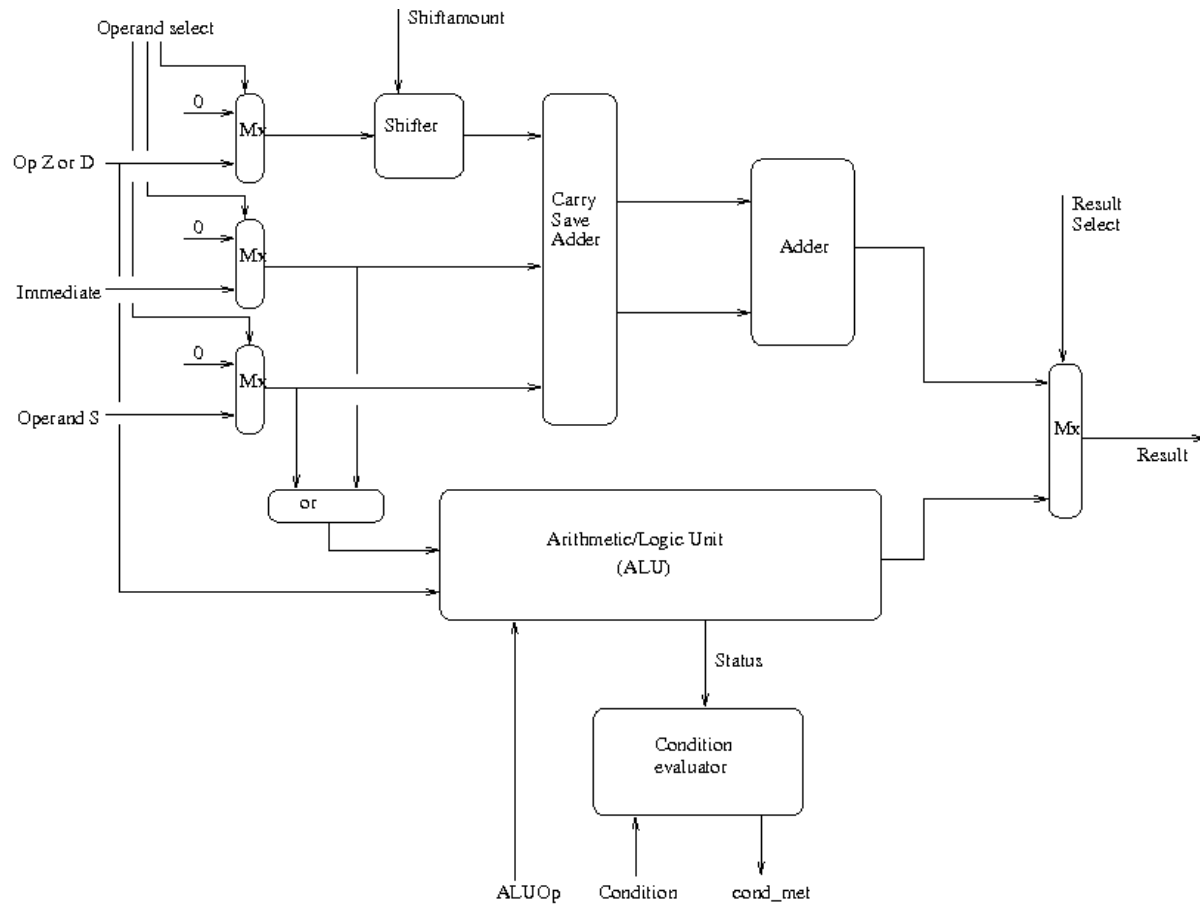 Operand select
Shiftamount
0
Mx
Shifter
Op Z or D
Carry
Save
Adder
Result
Select
0
Mx
Adder
Immediate
0
Mx
Operand S
Mx
Result
or
Arithmetic/Logic Unit
(ALU)
Status
Condition
evaluator
ALUOp
Condition
cond_met